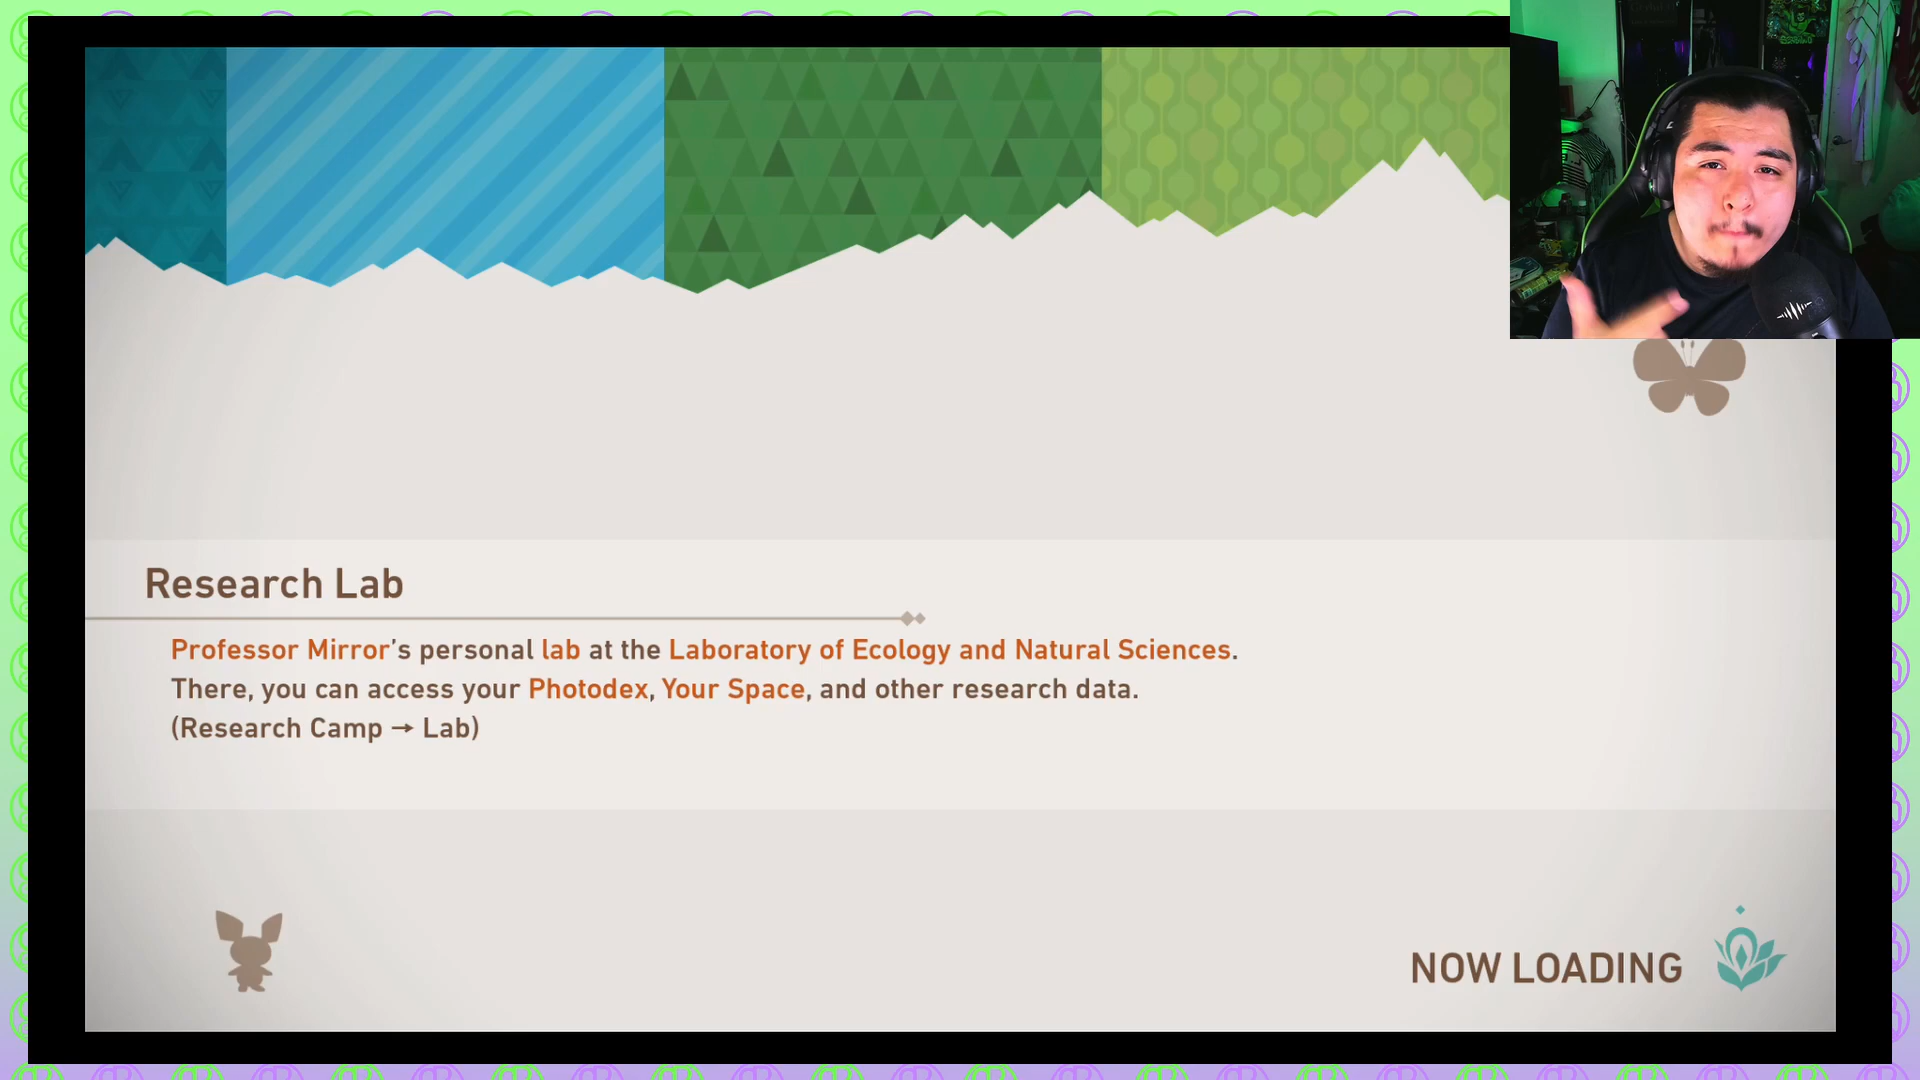 Research Lab
Professor Mirror's personal lab at the Laboratory of Ecology and Natural Sciences.
There, you can access your Photodex, Your Space, and other research data.
(Research Camp → Lab)
NOW LOADING